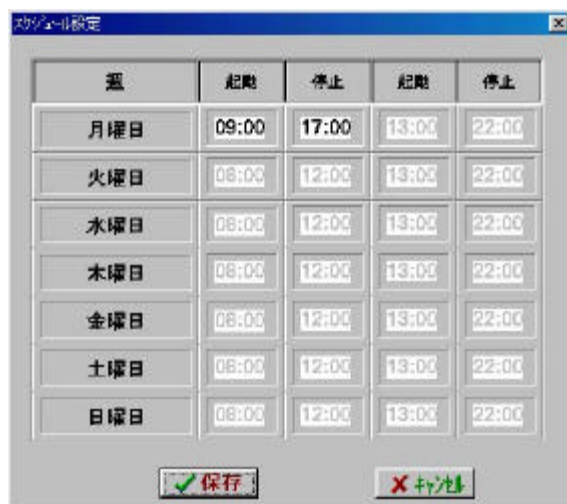 スケジュール設定
週 起動 停止 起動 停止
月曜日 09:00 17:00 13:00 22:00
火曜日 08:00 12:00 13:00 22:00
水曜日 08:00 12:00 13:00 22:00
木曜日 08:00 12:00 13:00 22:00
金曜日 08:00 12:00 13:00 22:00
土曜日 08:00 12:00 13:00 22:00
日曜日 08:00 12:00 13:00 22:00
保存 キャンセル